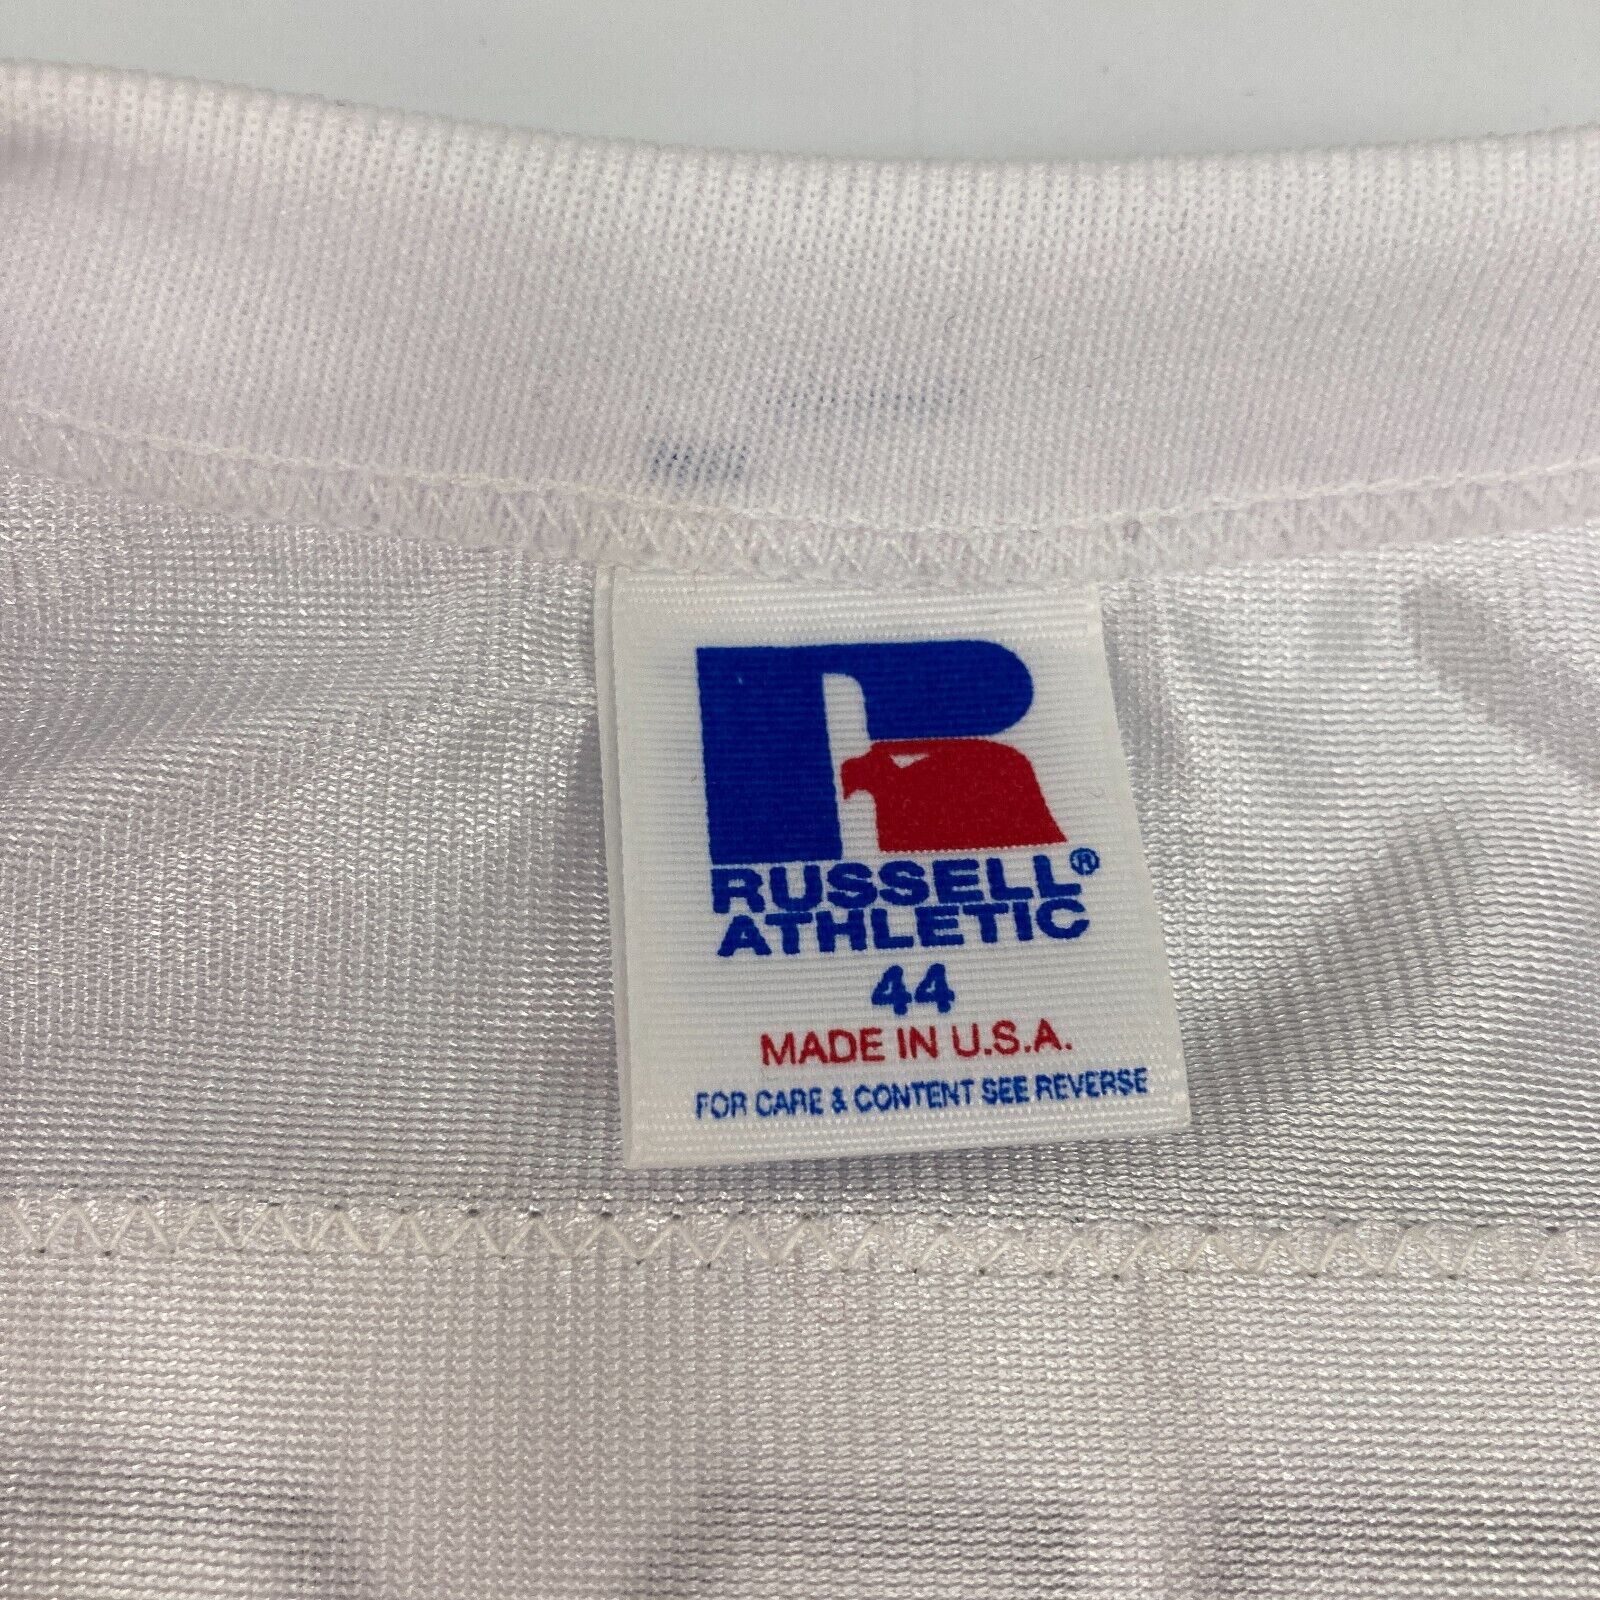 R
RUSSELL®
ATHLETIC
44
MADE IN U.S.A.
FOR CARE & CONTENT SEE REVERSE